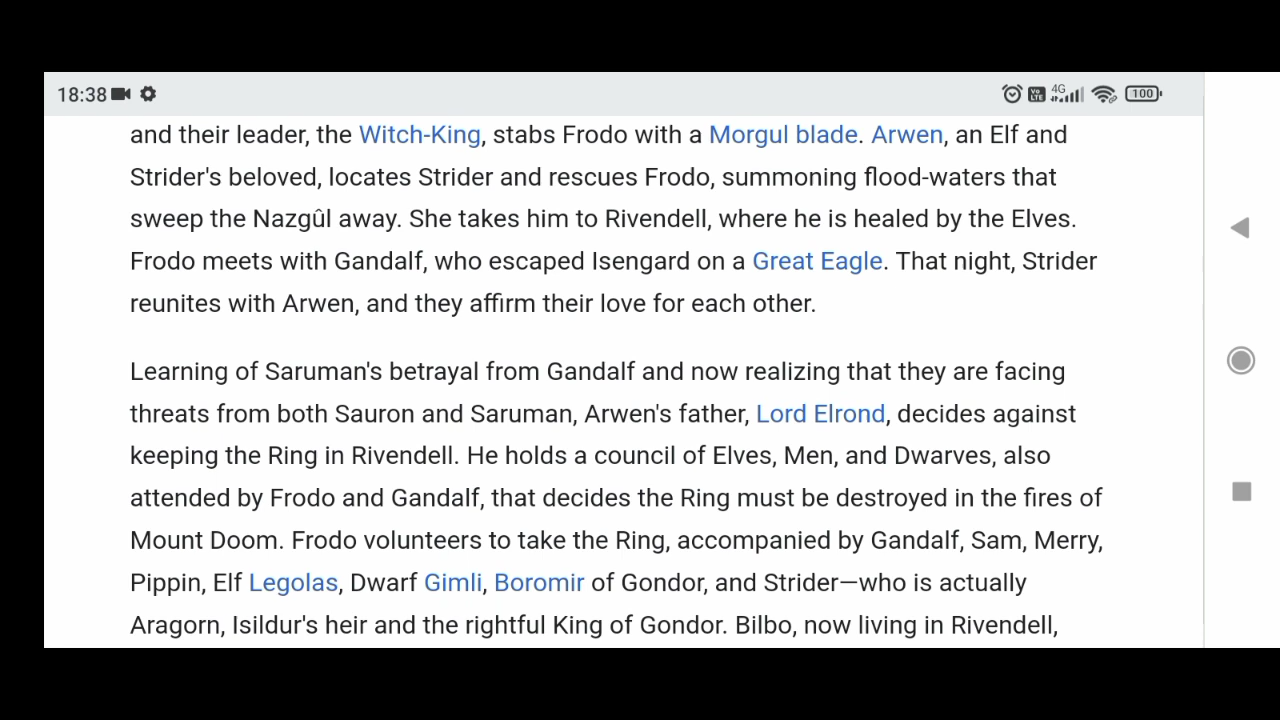 18:38 Vo LTE 4G 100
and their leader, the Witch-King, stabs Frodo with a Morgul blade. Arwen, an Elf and
Strider's beloved, locates Strider and rescues Frodo, summoning flood-waters that
sweep the Nazgûl away. She takes him to Rivendell, where he is healed by the Elves.
Frodo meets with Gandalf, who escaped Isengard on a Great Eagle. That night, Strider
reunites with Arwen, and they affirm their love for each other.
Learning of Saruman's betrayal from Gandalf and now realizing that they are facing
threats from both Sauron and Saruman, Arwen's father, Lord Elrond, decides against
keeping the Ring in Rivendell. He holds a council of Elves, Men, and Dwarves, also
attended by Frodo and Gandalf, that decides the Ring must be destroyed in the fires of
Mount Doom. Frodo volunteers to take the Ring, accompanied by Gandalf, Sam, Merry,
Pippin, Elf Legolas, Dwarf Gimli, Boromir of Gondor, and Strider—who is actually
Aragorn, Isildur's heir and the rightful King of Gondor. Bilbo, now living in Rivendell,